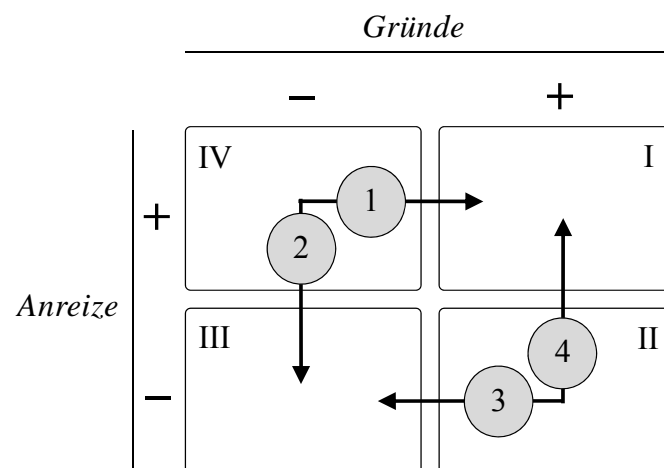 Gründe
− +
IV I
1
+
2
Anreize
III II
4
−
3